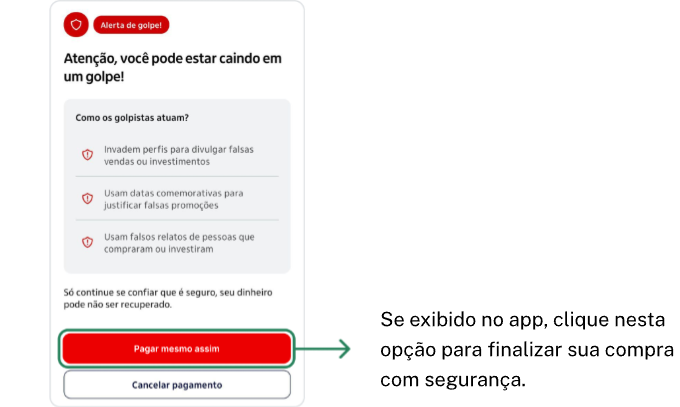 Alerta de golpe!
Atenção, você pode estar caindo em
um golpe!
Como os golpistas atuam?
Invadem perfis para divulgar falsas
vendas ou investimentos
Usam datas comemorativas para
justificar falsas promoções
Usam falsos relatos de pessoas que
compraram ou investiram
Só continue se confiar que é seguro, seu dinheiro
pode não ser recuperado.
Pagar mesmo assim
Cancelar pagamento
Se exibido no app, clique nesta
opção para finalizar sua compra
com segurança.